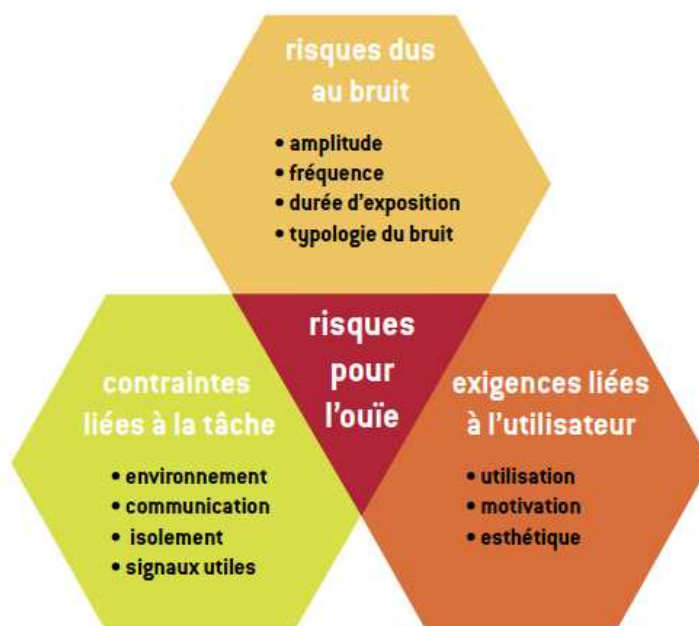 risques dus
au bruit
• amplitude
• fréquence
• durée d’exposition
• typologie du bruit
risques
pour
l’ouïe
contraintes
liées à la tâche
• environnement
• communication
• isolement
• signaux utiles
exigences liées
à l’utilisateur
• utilisation
• motivation
• esthétique